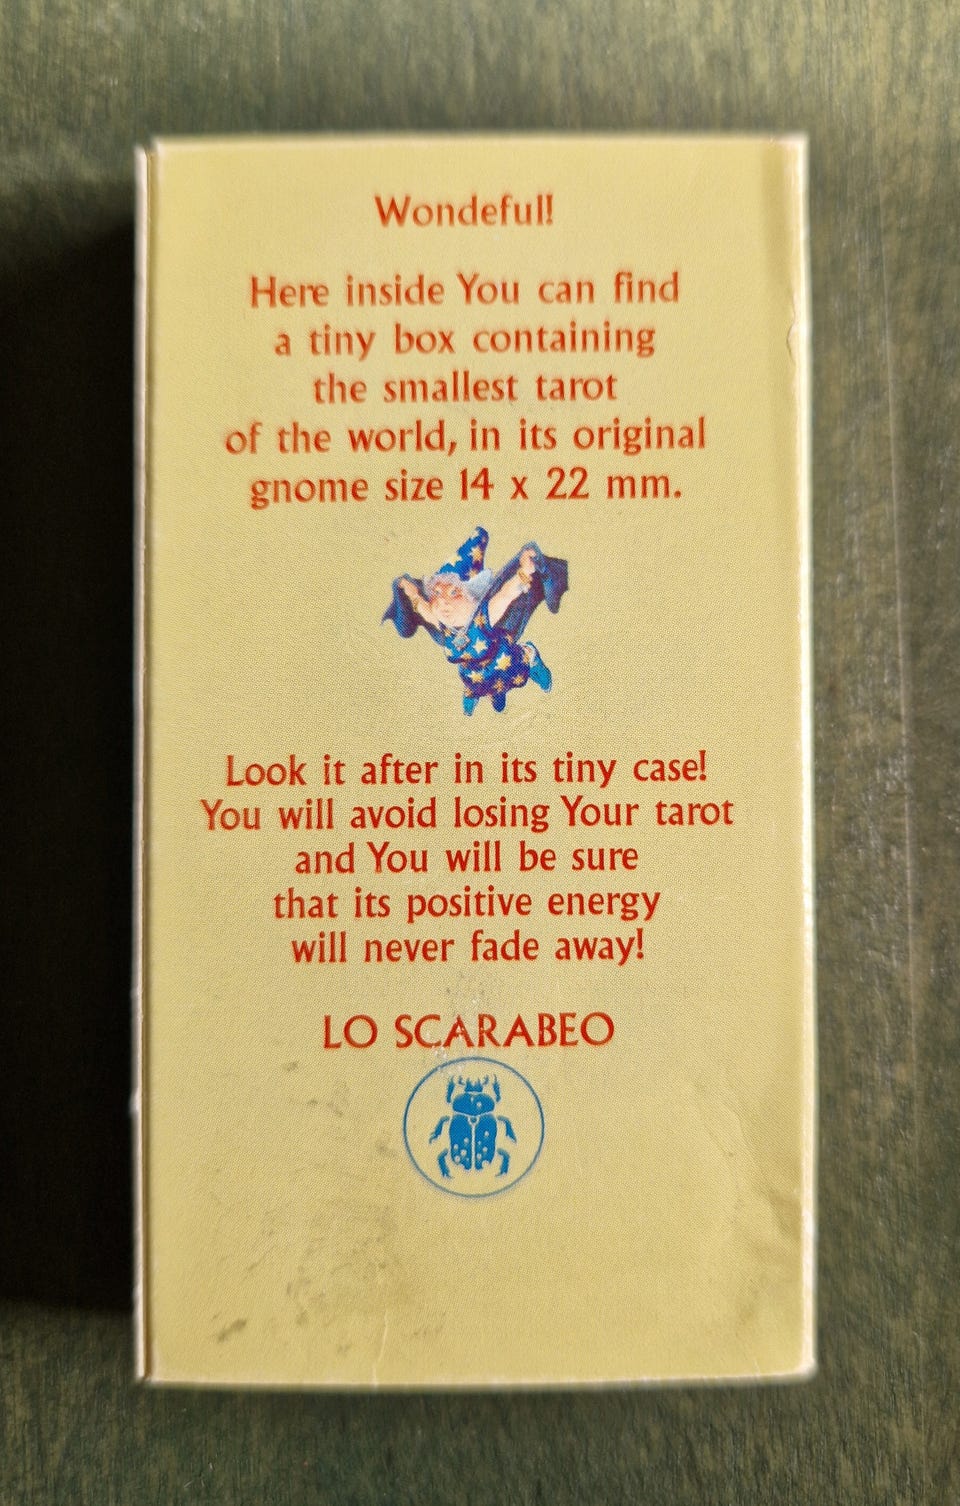 Wondeful!
Here inside You can find
a tiny box containing
the smallest tarot
of the world, in its original
gnome size 14 x 22 mm.
Look it after in its tiny case!
You will avoid losing Your tarot
and You will be sure
that its positive energy
will never fade away!
LO SCARABEO